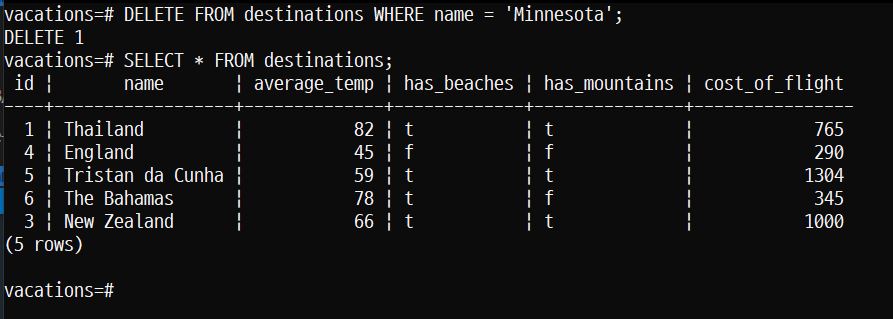 vacations=# DELETE FROM destinations WHERE name = 'Minnesota';
DELETE 1
vacations=# SELECT * FROM destinations;
 id ¦       name        ¦ average_temp ¦ has_beaches ¦ has_mountains ¦ cost_of_flight
----+-------------------+--------------+-------------+---------------+----------------
  1 ¦ Thailand          ¦           82 ¦ t           ¦ t             ¦            765
  4 ¦ England           ¦           45 ¦ f           ¦ f             ¦            290
  5 ¦ Tristan da Cunha  ¦           59 ¦ t           ¦ t             ¦           1304
  6 ¦ The Bahamas       ¦           78 ¦ t           ¦ f             ¦            345
  3 ¦ New Zealand       ¦           66 ¦ t           ¦ t             ¦           1000
(5 rows)
vacations=#